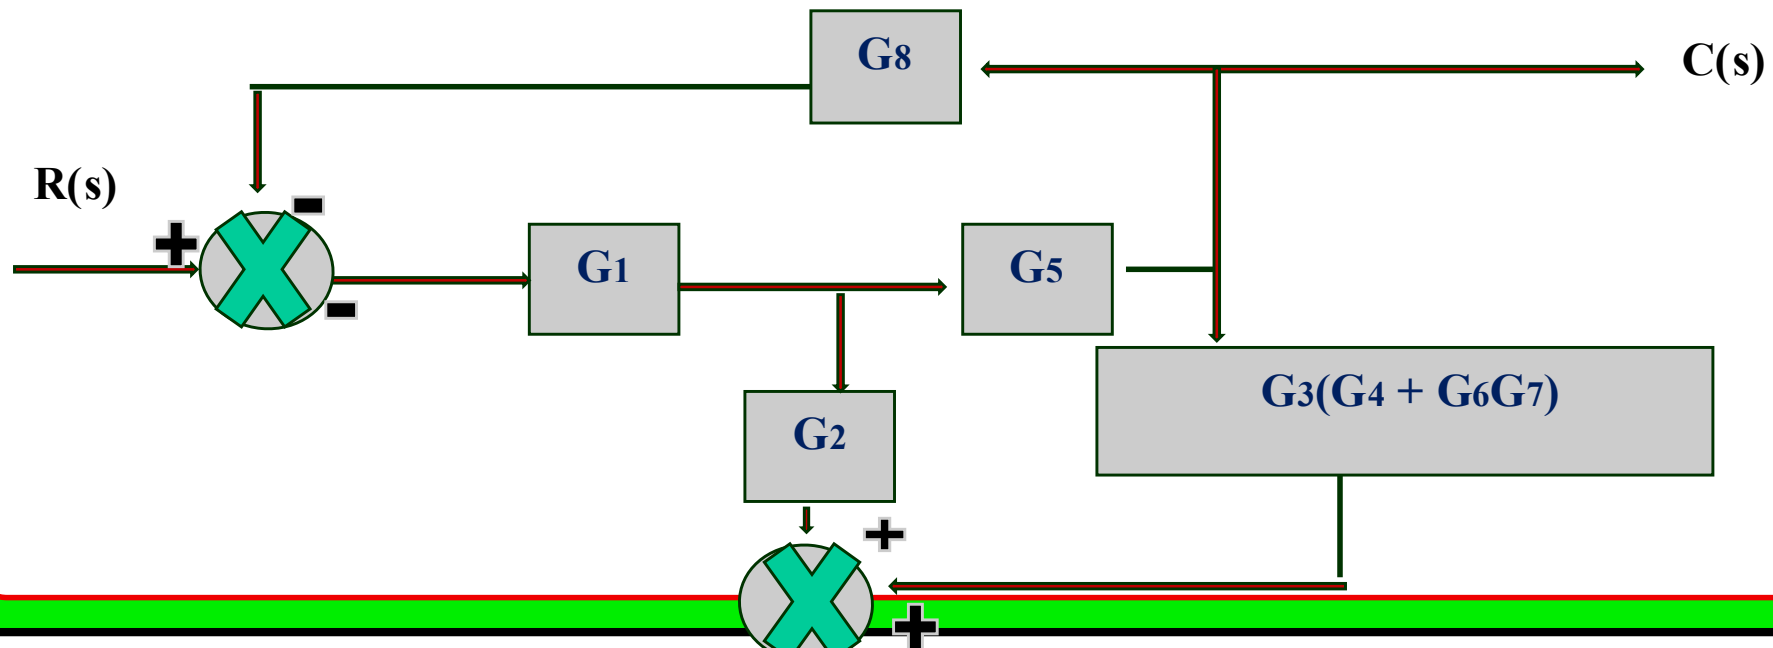 G8
C(s)
R(s)
+
-
G1
G5
-
G3(G4 + G6G7)
G2
+
+